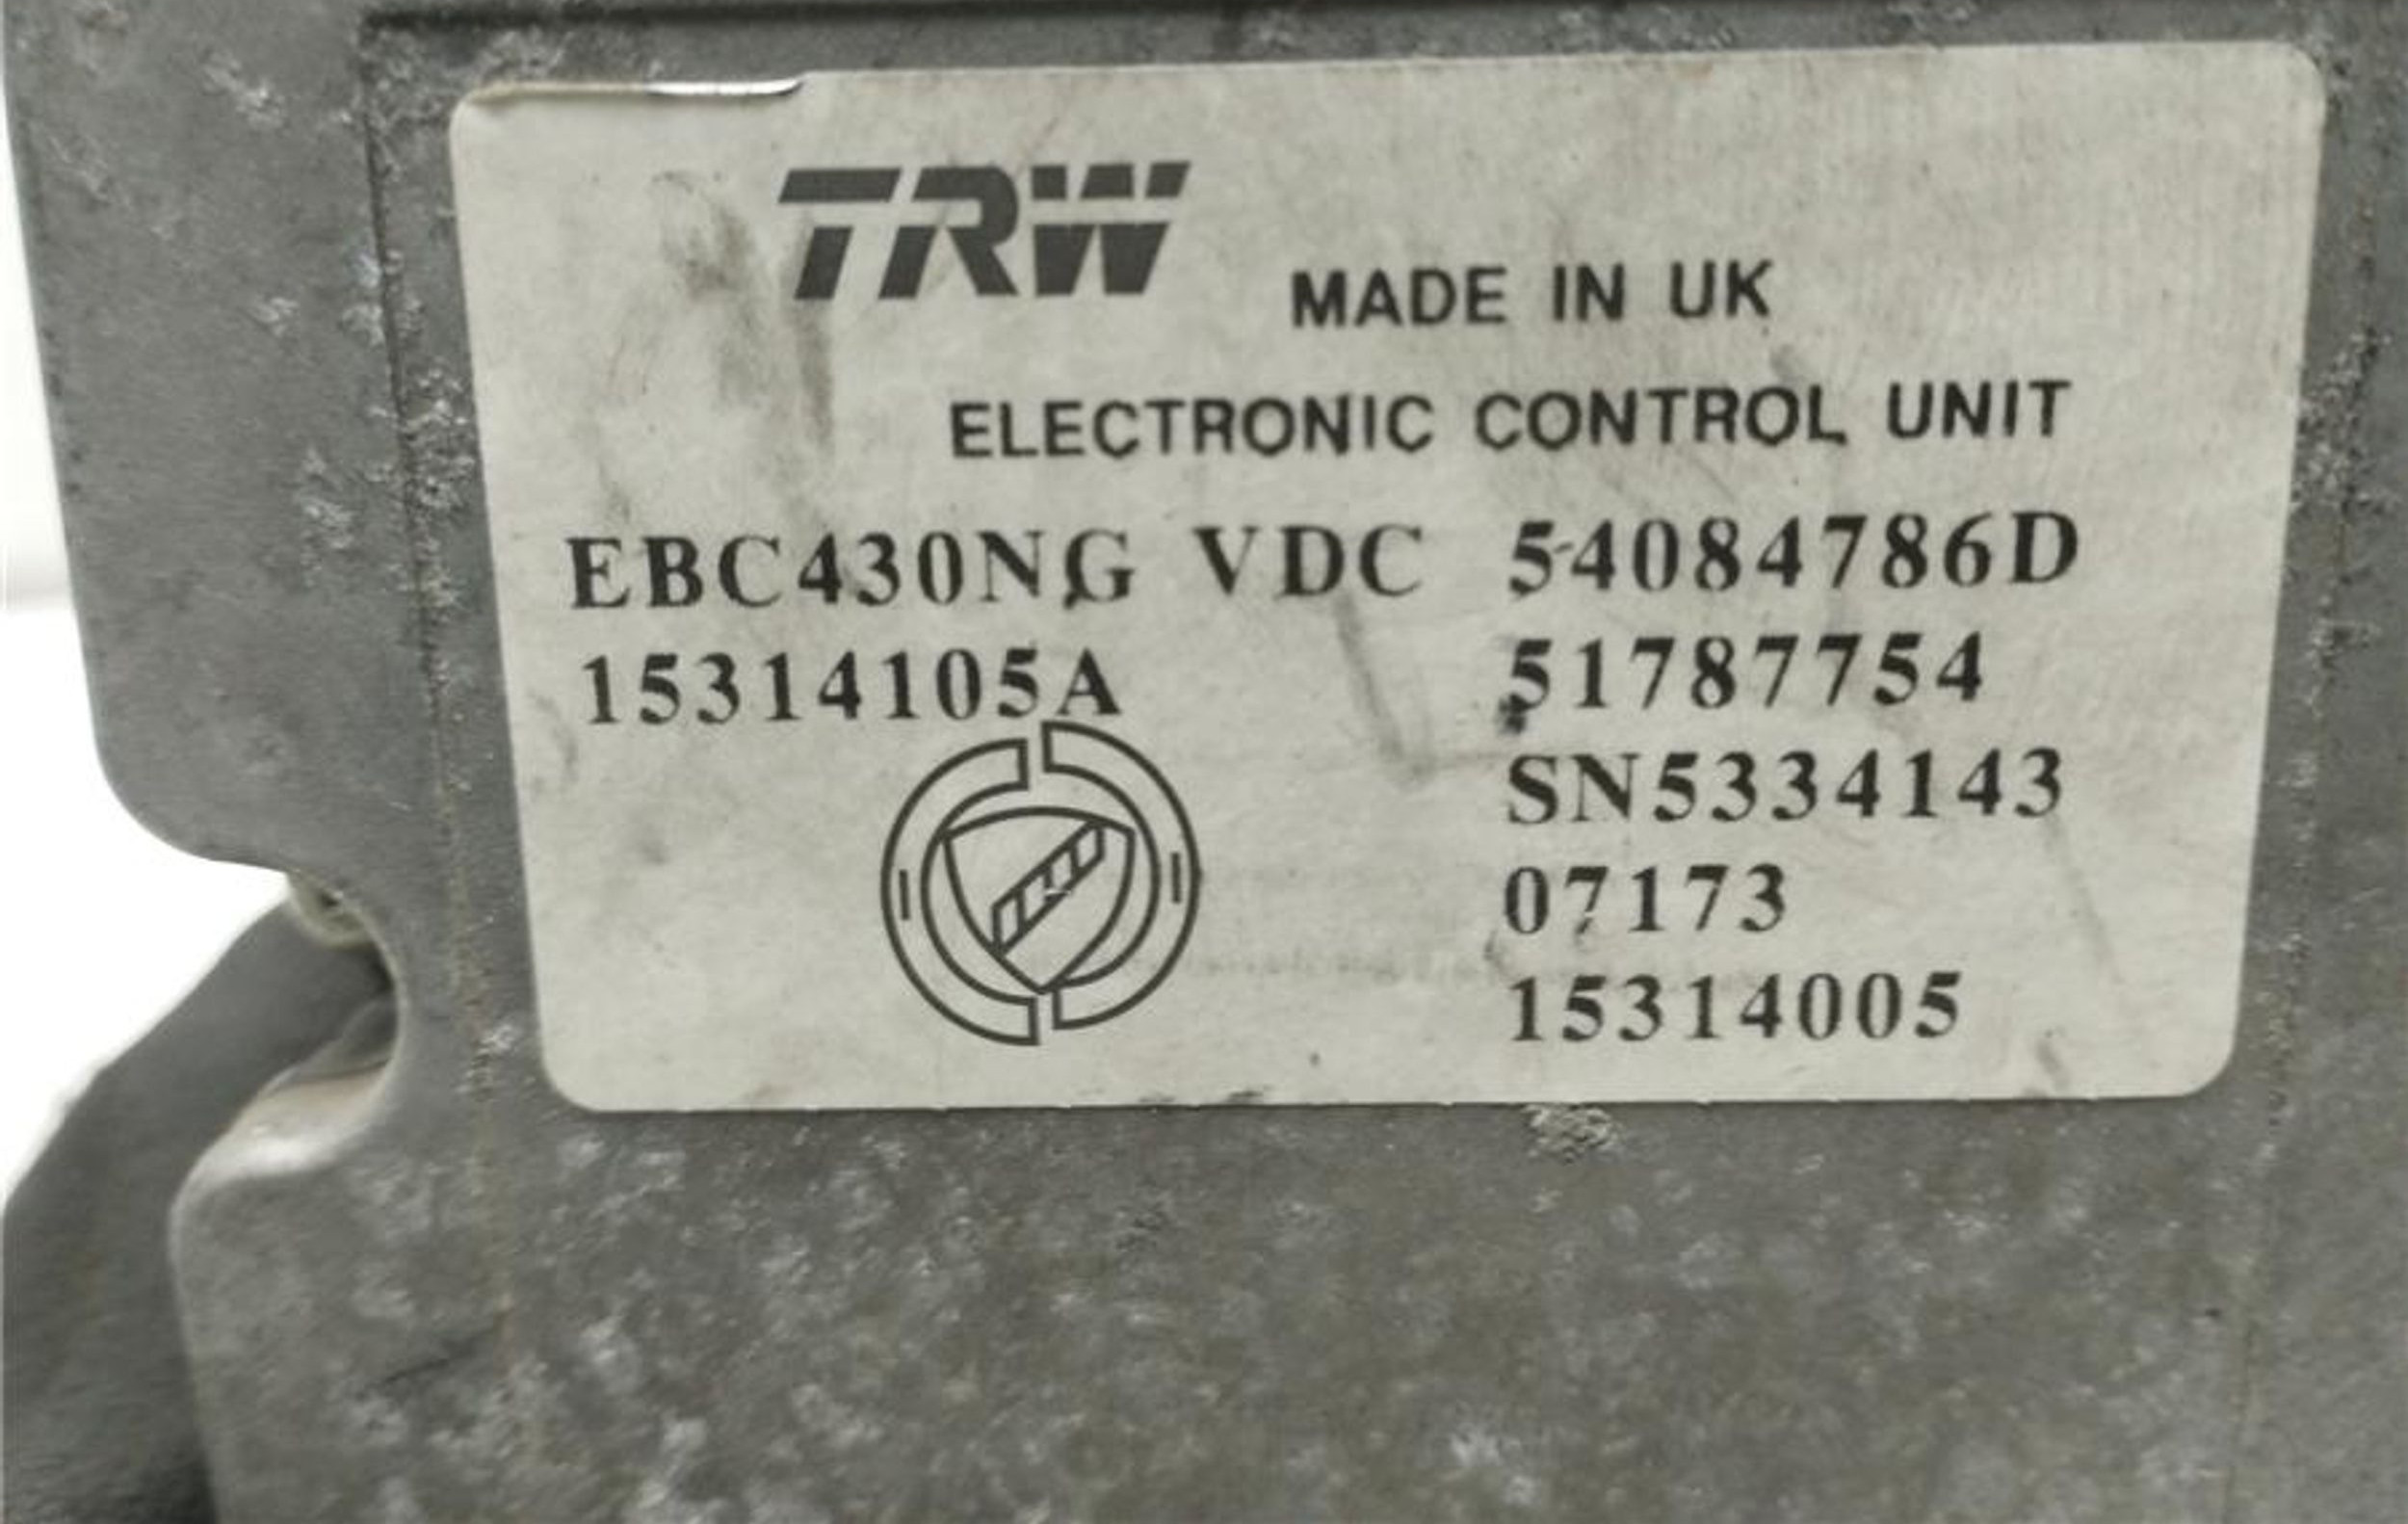 TRW
MADE IN UK
ELECTRONIC CONTROL UNIT
EBC430NG VDC 54084786D
15314105A 51787754
SN5334143
07173
15314005